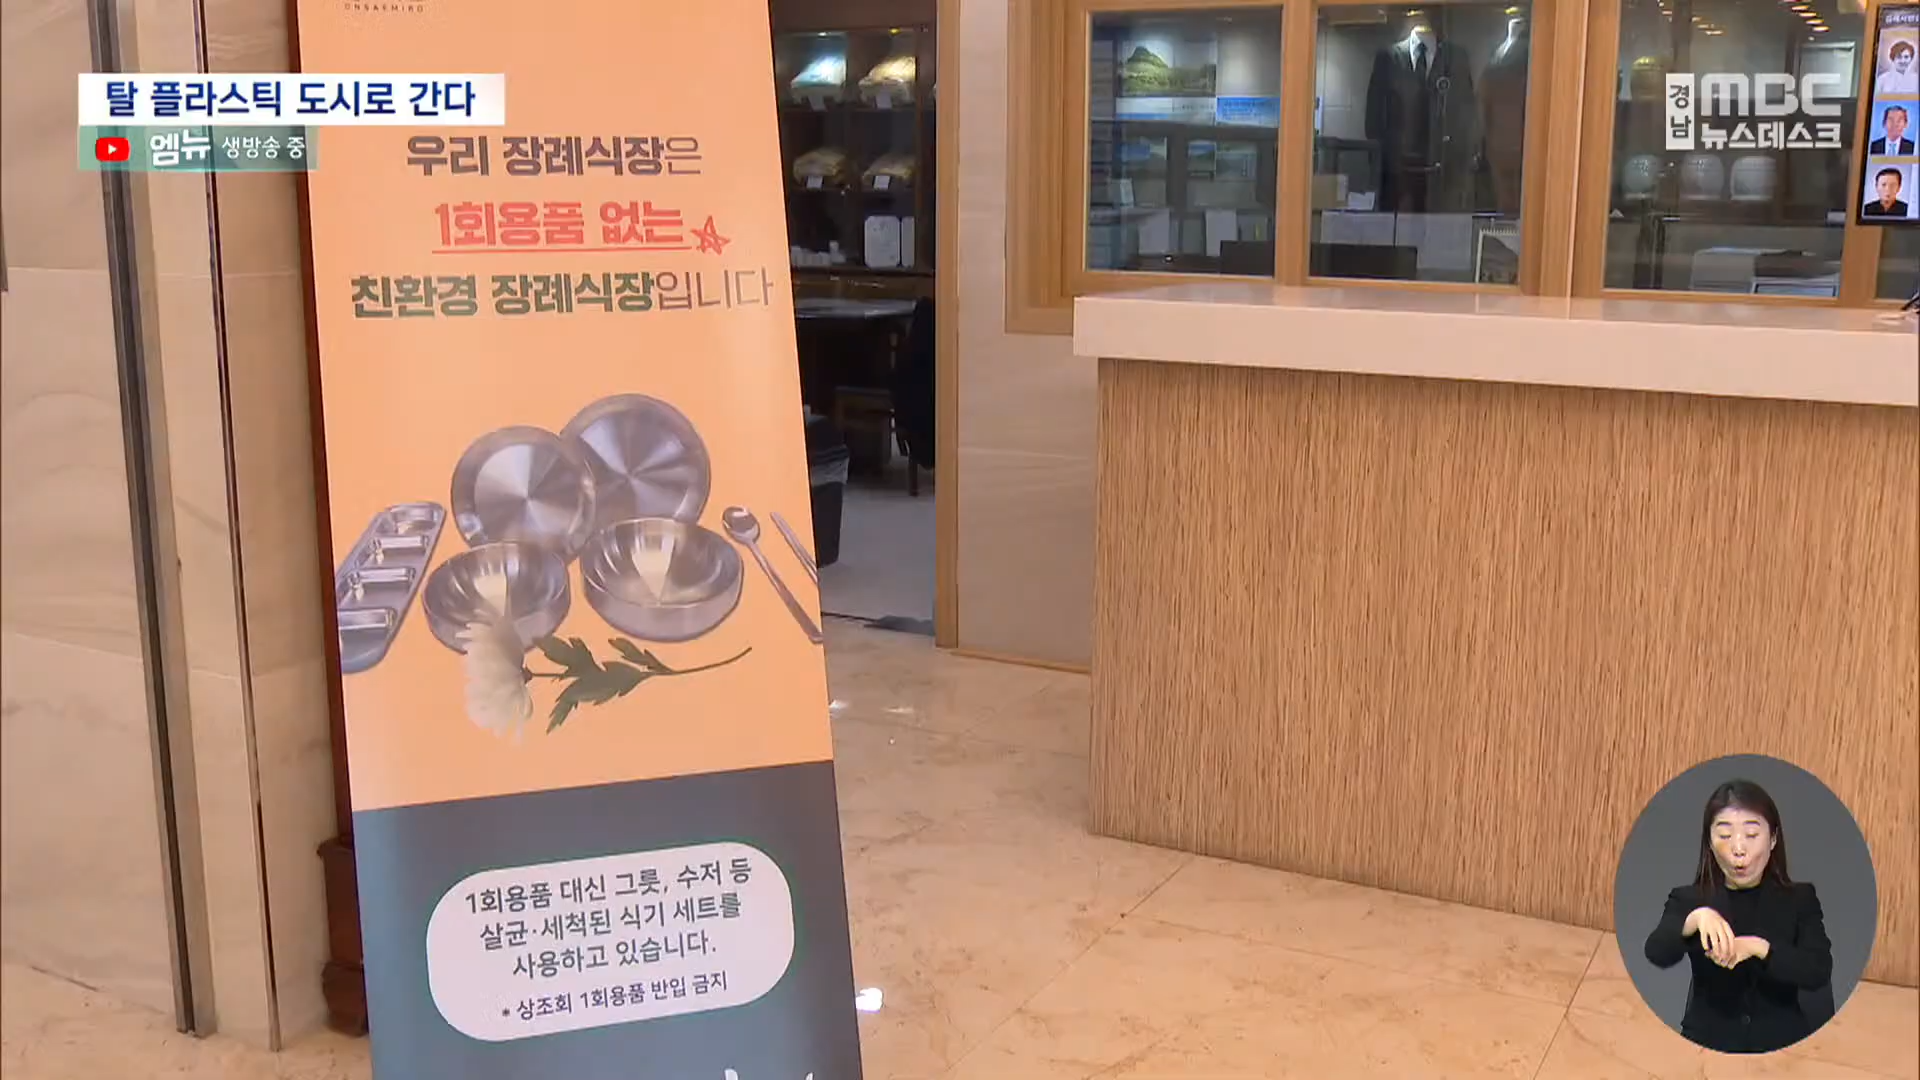 ONSAEMIRO
탈 플라스틱 도시로 간다
엠뉴 생방송 중
경남
MBC
뉴스데스크
우리 장례식장은
1회용품 없는
친환경 장례식장입니다
1회용품 대신 그릇, 수저 등
살균·세척된 식기 세트를
사용하고 있습니다.
* 상조회 1회용품 반입 금지